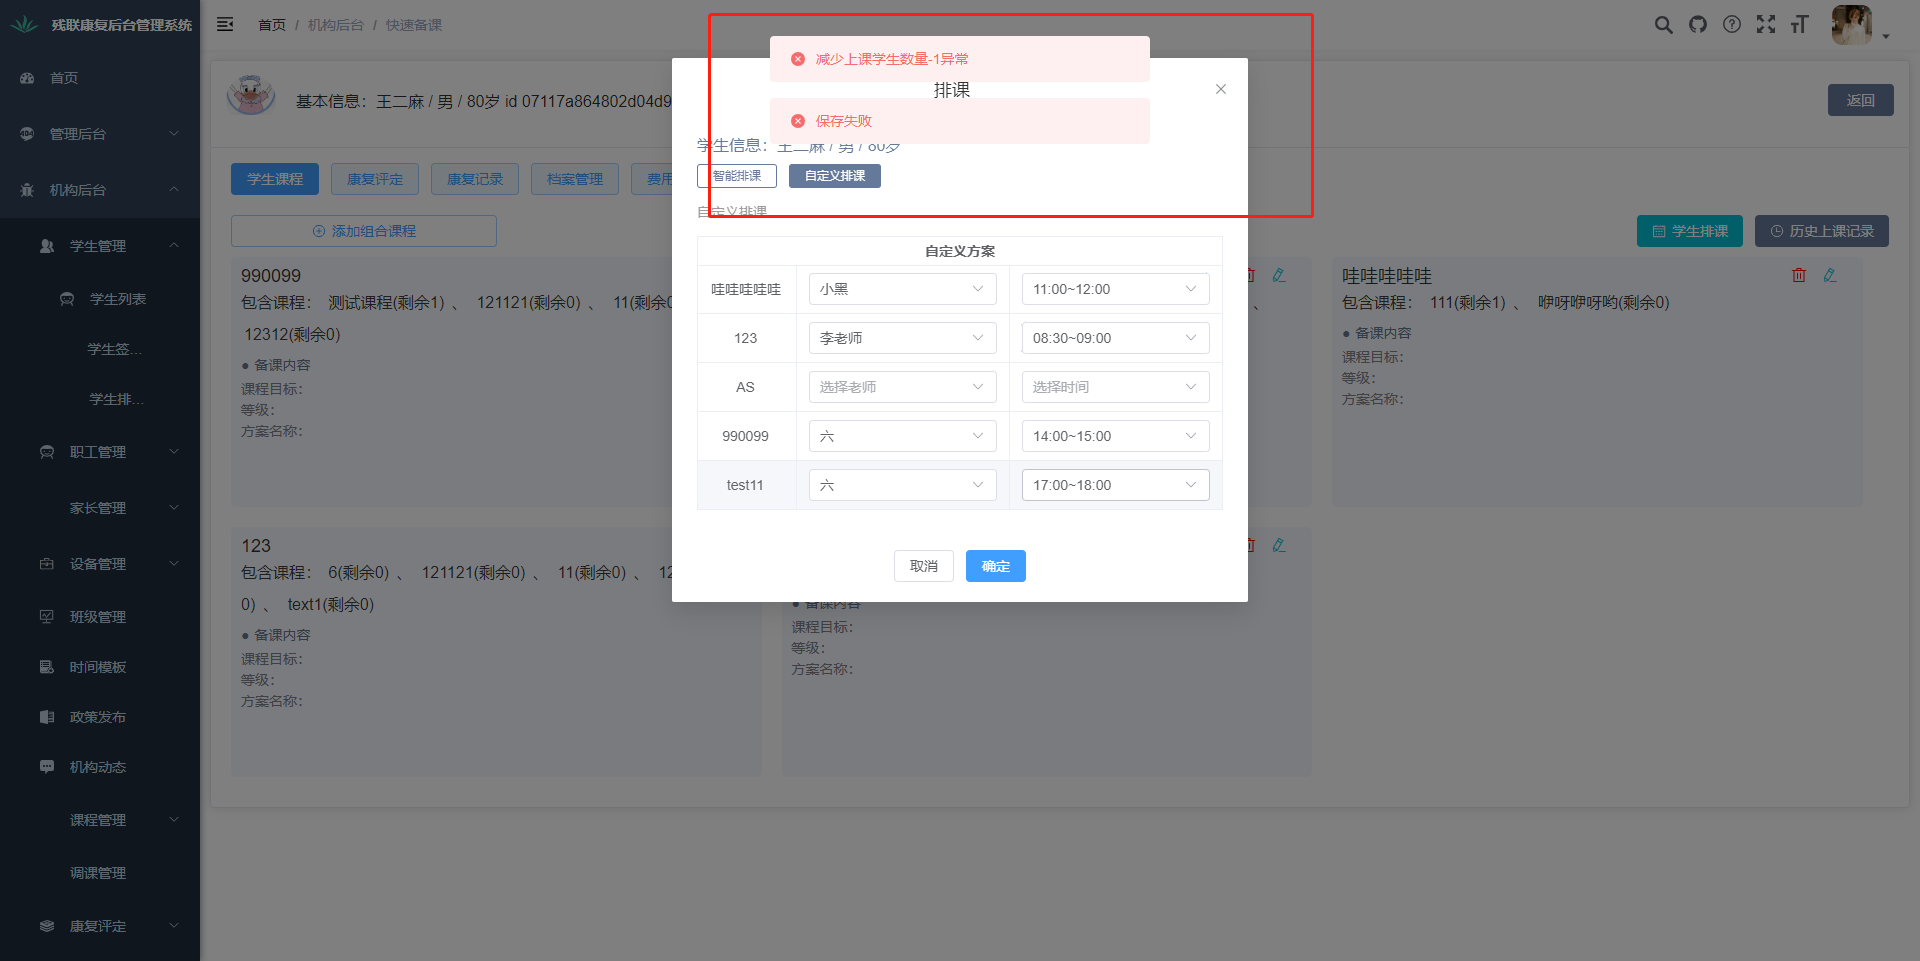 残联康复后台管理系统
首页
管理后台
机构后台
学生管理
学生列表
学生签...
学生排...
职工管理
家长管理
设备管理
班级管理
时间模板
政策发布
机构动态
课程管理
调课管理
康复评定
首页 / 机构后台 / 快速备课
基本信息：王二麻 / 男 / 80岁 id 07117a864802d04d9
返回
学生课程
康复评定
康复记录
档案管理
费用
添加组合课程
学生排课
历史上课记录
990099
包含课程： 测试课程(剩余1) 、 121121(剩余0) 、 11(剩余0
12312(剩余0)
● 备课内容
课程目标：
等级：
方案名称：
、
哇哇哇哇哇
包含课程： 111(剩余1) 、 咿呀咿呀哟(剩余0)
● 备课内容
课程目标：
等级：
方案名称：
123
包含课程： 6(剩余0) 、 121121(剩余0) 、 11(剩余0) 、 12
0) 、 text1(剩余0)
● 备课内容
课程目标：
等级：
方案名称：
● 备课内容
课程目标：
等级：
方案名称：
减少上课学生数量-1异常
排课
保存失败
学生信息：王二麻 / 男 / 80岁
智能排课
自定义排课
自定义排课
自定义方案
哇哇哇哇哇 小黑 11:00~12:00
123 李老师 08:30~09:00
AS 选择老师 选择时间
990099 六 14:00~15:00
test11 六 17:00~18:00
取消
确定